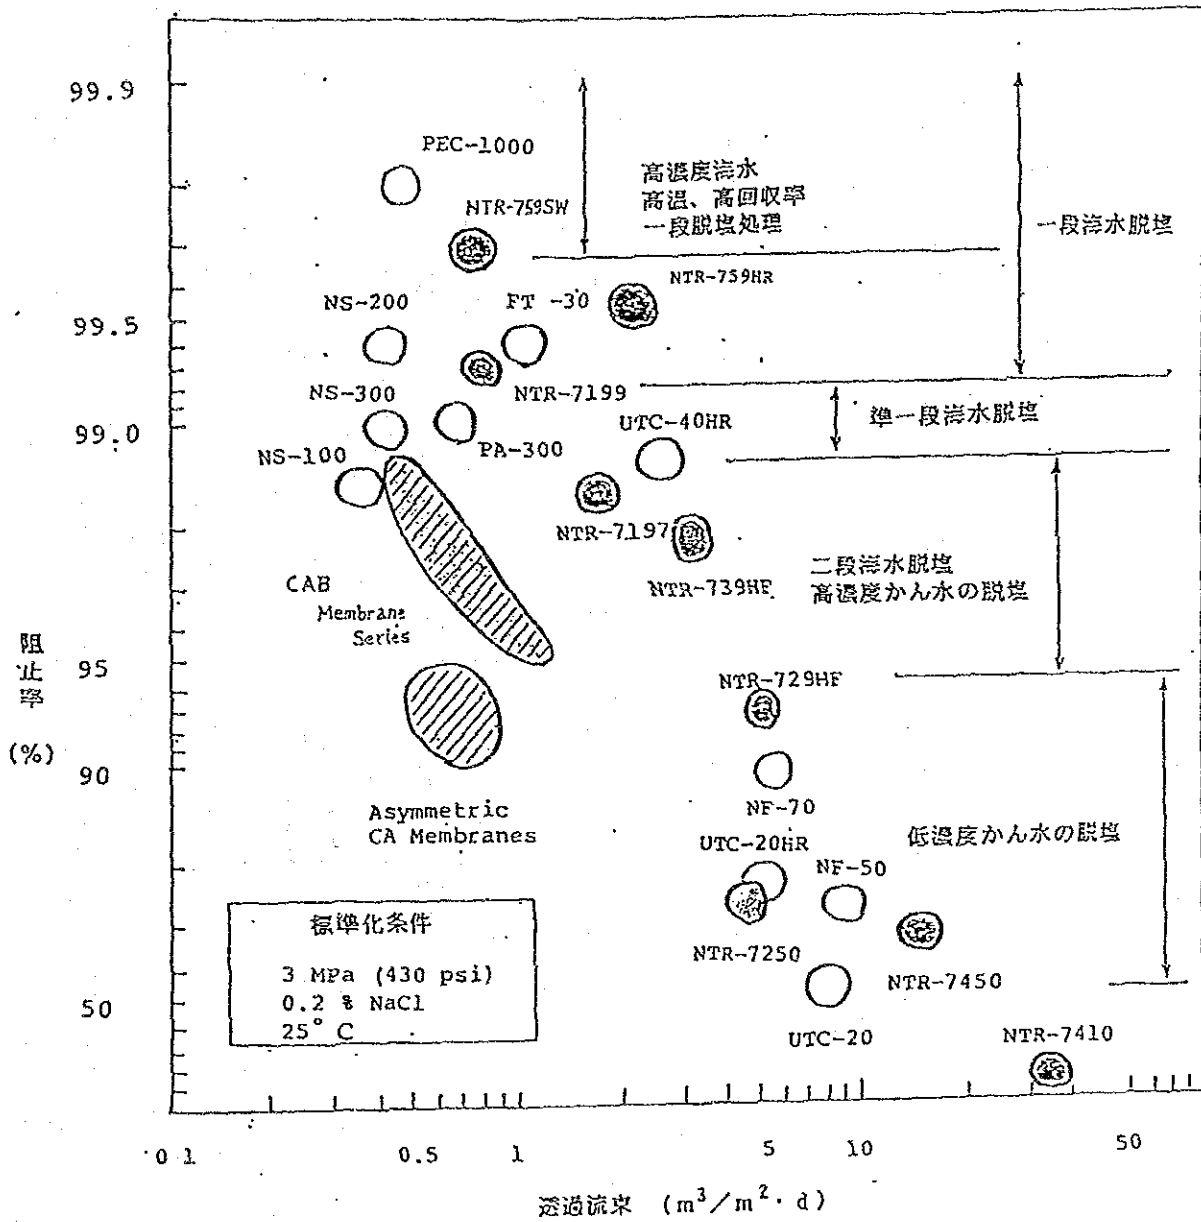 99.9
PEC-1000
高濃度海水
高温、高回収率
一段脱塩処理
一段海水脱塩
NTR-759SW
NTR-759HR
NS-200
FT -30
99.5
NTR-7199
NS-300
UTC-40HR
準一段海水脱塩
99.0
PA-300
NS-100
NTR-7197
二段海水脱塩
高濃度かん水の脱塩
NTR-739HF
CAB
Membrane
Series
阻止率
(%)
95
NTR-729HF
90
NF-70
Asymmetric
CA Membranes
低濃度かん水の脱塩
UTC-20HR
NF-50
標準化条件
3 MPa (430 psi)
0.2 % NaCl
25° C
NTR-7250
NTR-7450
50
UTC-20
NTR-7410
0 1
0.5
1
5
10
50
透過流束 (m³/m²・d)